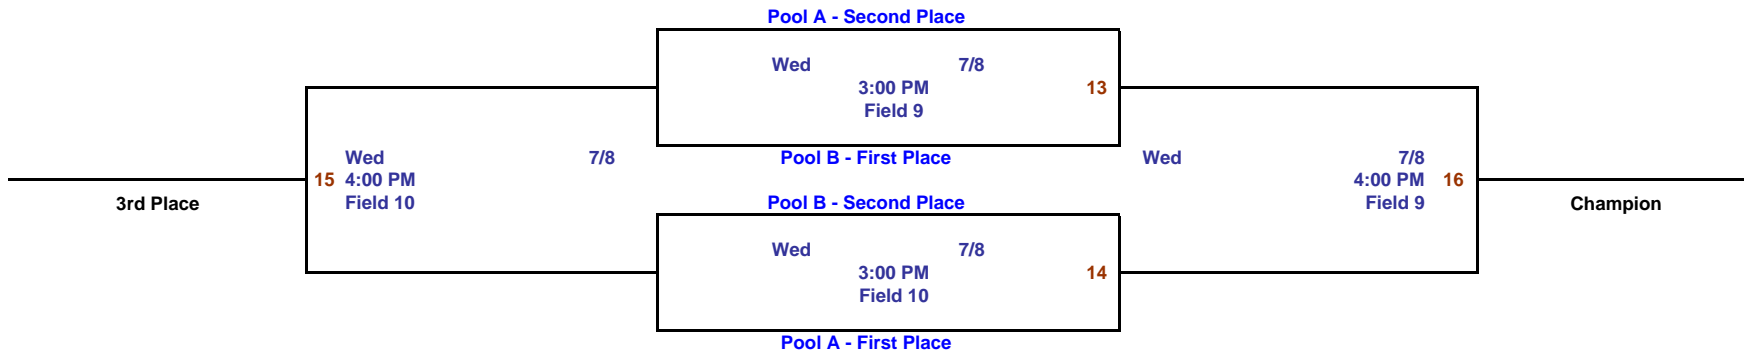 Pool A - Second Place
Wed 7/8
3:00 PM 13
Field 9
Pool B - First Place
Wed 7/8
15 4:00 PM
Field 10
3rd Place
Wed 7/8
4:00 PM 16
Field 9
Champion
Pool B - Second Place
Wed 7/8
3:00 PM 14
Field 10
Pool A - First Place